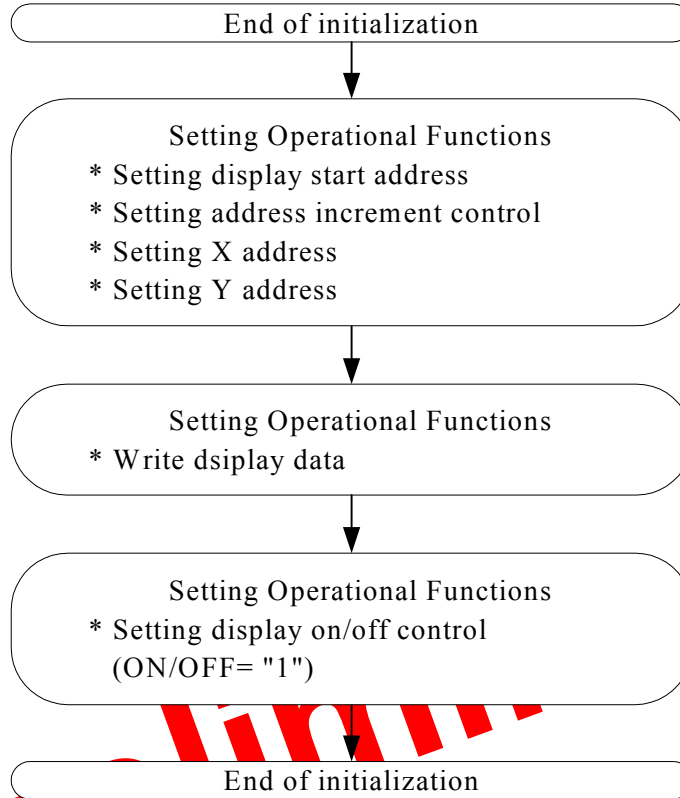 End of initialization
Setting Operational Functions
* Setting display start address
* Setting address increment control
* Setting X address
* Setting Y address
Setting Operational Functions
* Write dsiplay data
Setting Operational Functions
* Setting display on/off control
(ON/OFF= "1")
End of initialization